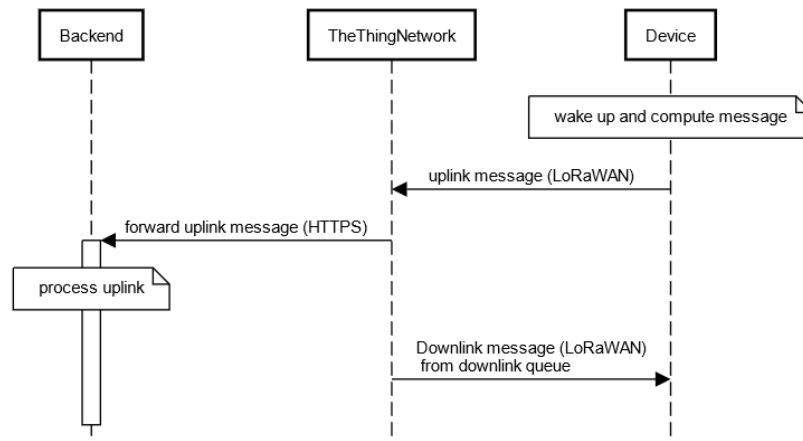 Backend
TheThingNetwork
Device
wake up and compute message
uplink message (LoRaWAN)
forward uplink message (HTTPS)
process uplink
Downlink message (LoRaWAN)
from downlink queue